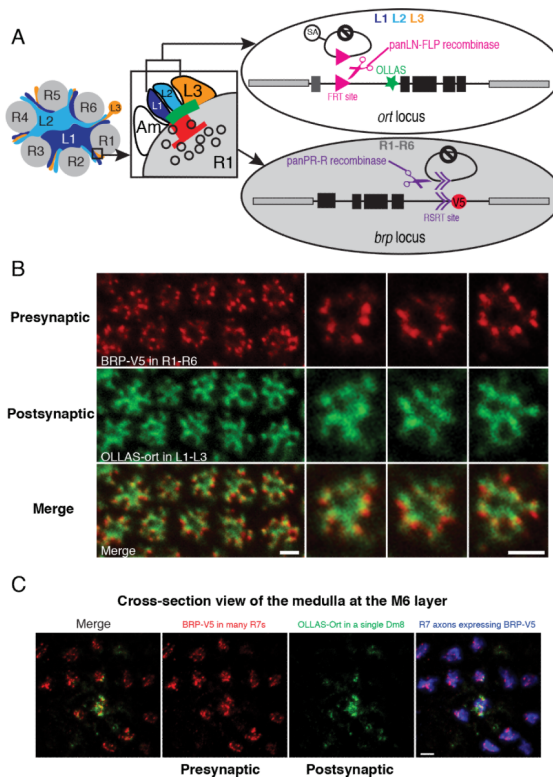 A
R5
R6
L3
R4
L2
R3
L1
R1
R2
L1
L2
L3
Am
R1
L1 L2 L3
SA
panLN-FLP recombinase
OLLAS
FRT site
ort locus
R1-R6
panPR-R recombinase
V5
RSRT site
brp locus
B
Presynaptic
BRP-V5 in R1-R6
Postsynaptic
OLLAS-ort in L1-L3
Merge
Merge
C
Cross-section view of the medulla at the M6 layer
Merge
BRP-V5 in many R7s
OLLAS-Ort in a single Dm8
R7 axons expressing BRP-V5
Presynaptic
Postsynaptic